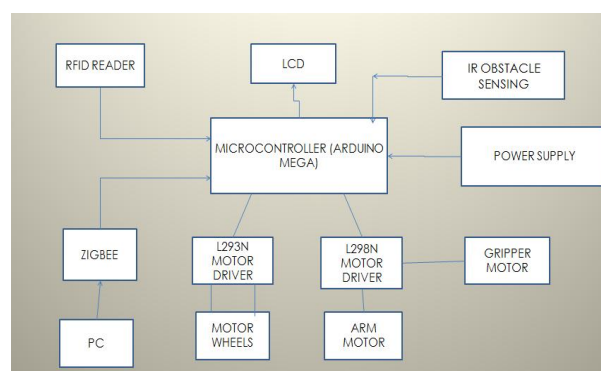 RFID READER
LCD
IR OBSTACLE
SENSING
MICROCONTROLLER (ARDUINO
MEGA)
POWER SUPPLY
ZIGBEE
L293N
MOTOR
DRIVER
L298N
MOTOR
DRIVER
GRIPPER
MOTOR
PC
MOTOR
WHEELS
ARM
MOTOR